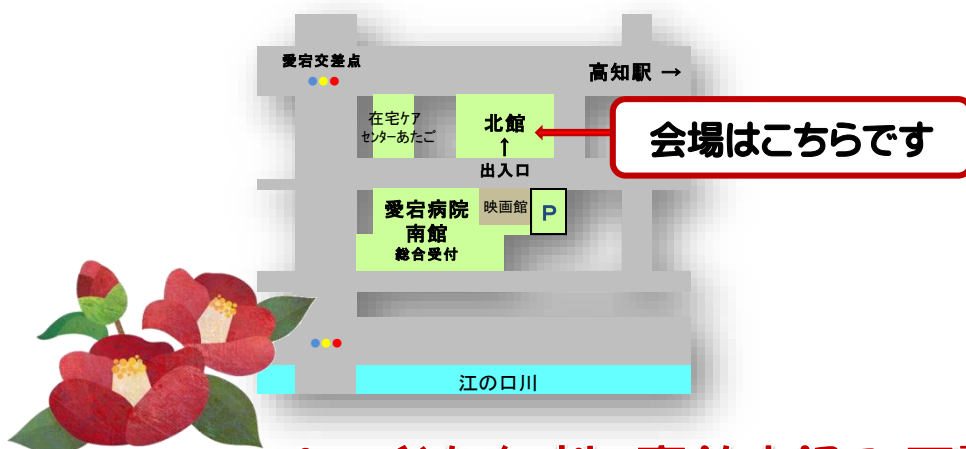 愛宕交差点
高知駅 →
在宅ケア
センターあたご
北館
↑
出入口
会場はこちらです
愛宕病院
南館
総合受付
映画館
P
江の口川